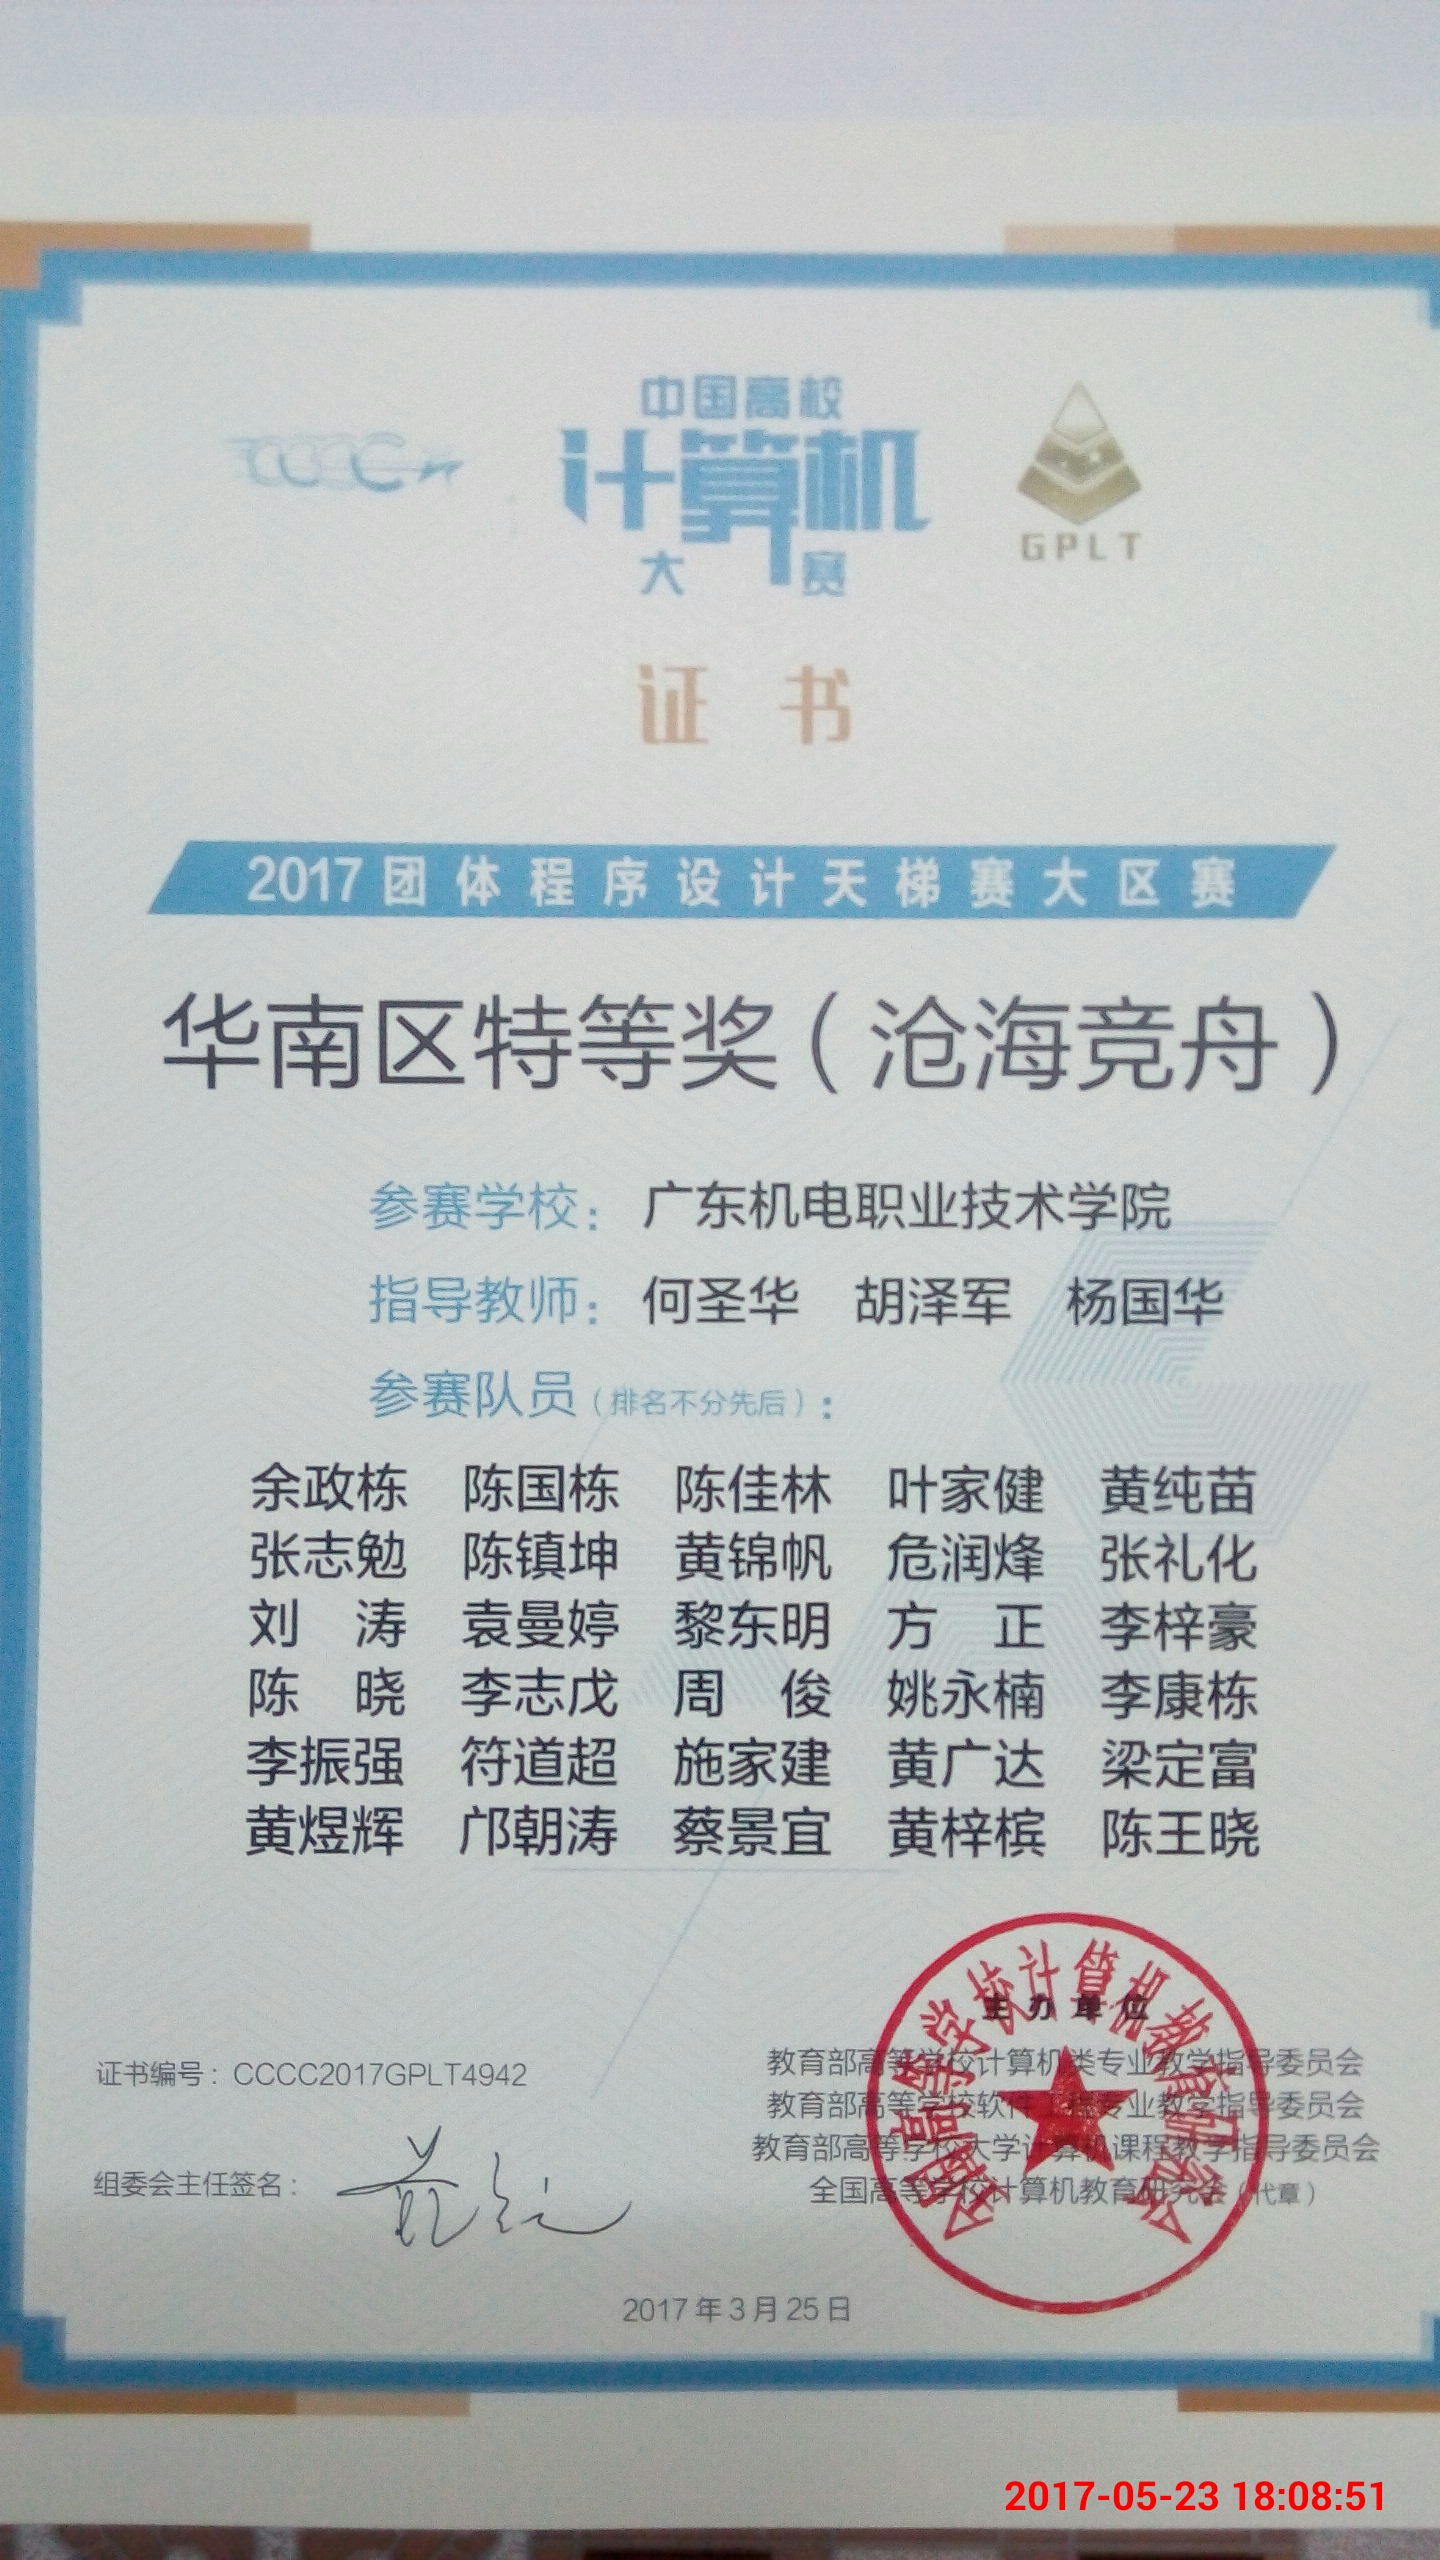 中国高校
计算机
大赛
CCCC
GPLT
证书
2017团体程序设计天梯赛大区赛
华南区特等奖(沧海竞舟)
参赛学校：广东机电职业技术学院
指导教师：何圣华 胡泽军 杨国华
参赛队员(排名不分先后)：
余政栋 陈国栋 陈佳林 叶家健 黄纯苗
张志勉 陈镇坤 黄锦帆 危润烽 张礼化
刘涛 袁曼婷 黎东明 方正 李梓豪
陈晓 李志戊 周俊 姚永楠 李康栋
李振强 符道超 施家建 黄广达 梁定富
黄煜辉 邝朝涛 蔡景宜 黄梓槟 陈王晓
全国高等学校计算机教育研究会
主办单位
教育部高等学校计算机类专业教学指导委员会
教育部高等学校软件工程专业教学指导委员会
教育部高等学校大学计算机课程教学指导委员会
全国高等学校计算机教育研究会(代章)
证书编号：CCCC2017GPLT4942
组委会主任签名：
2017年3月25日
2017-05-23 18:08:51